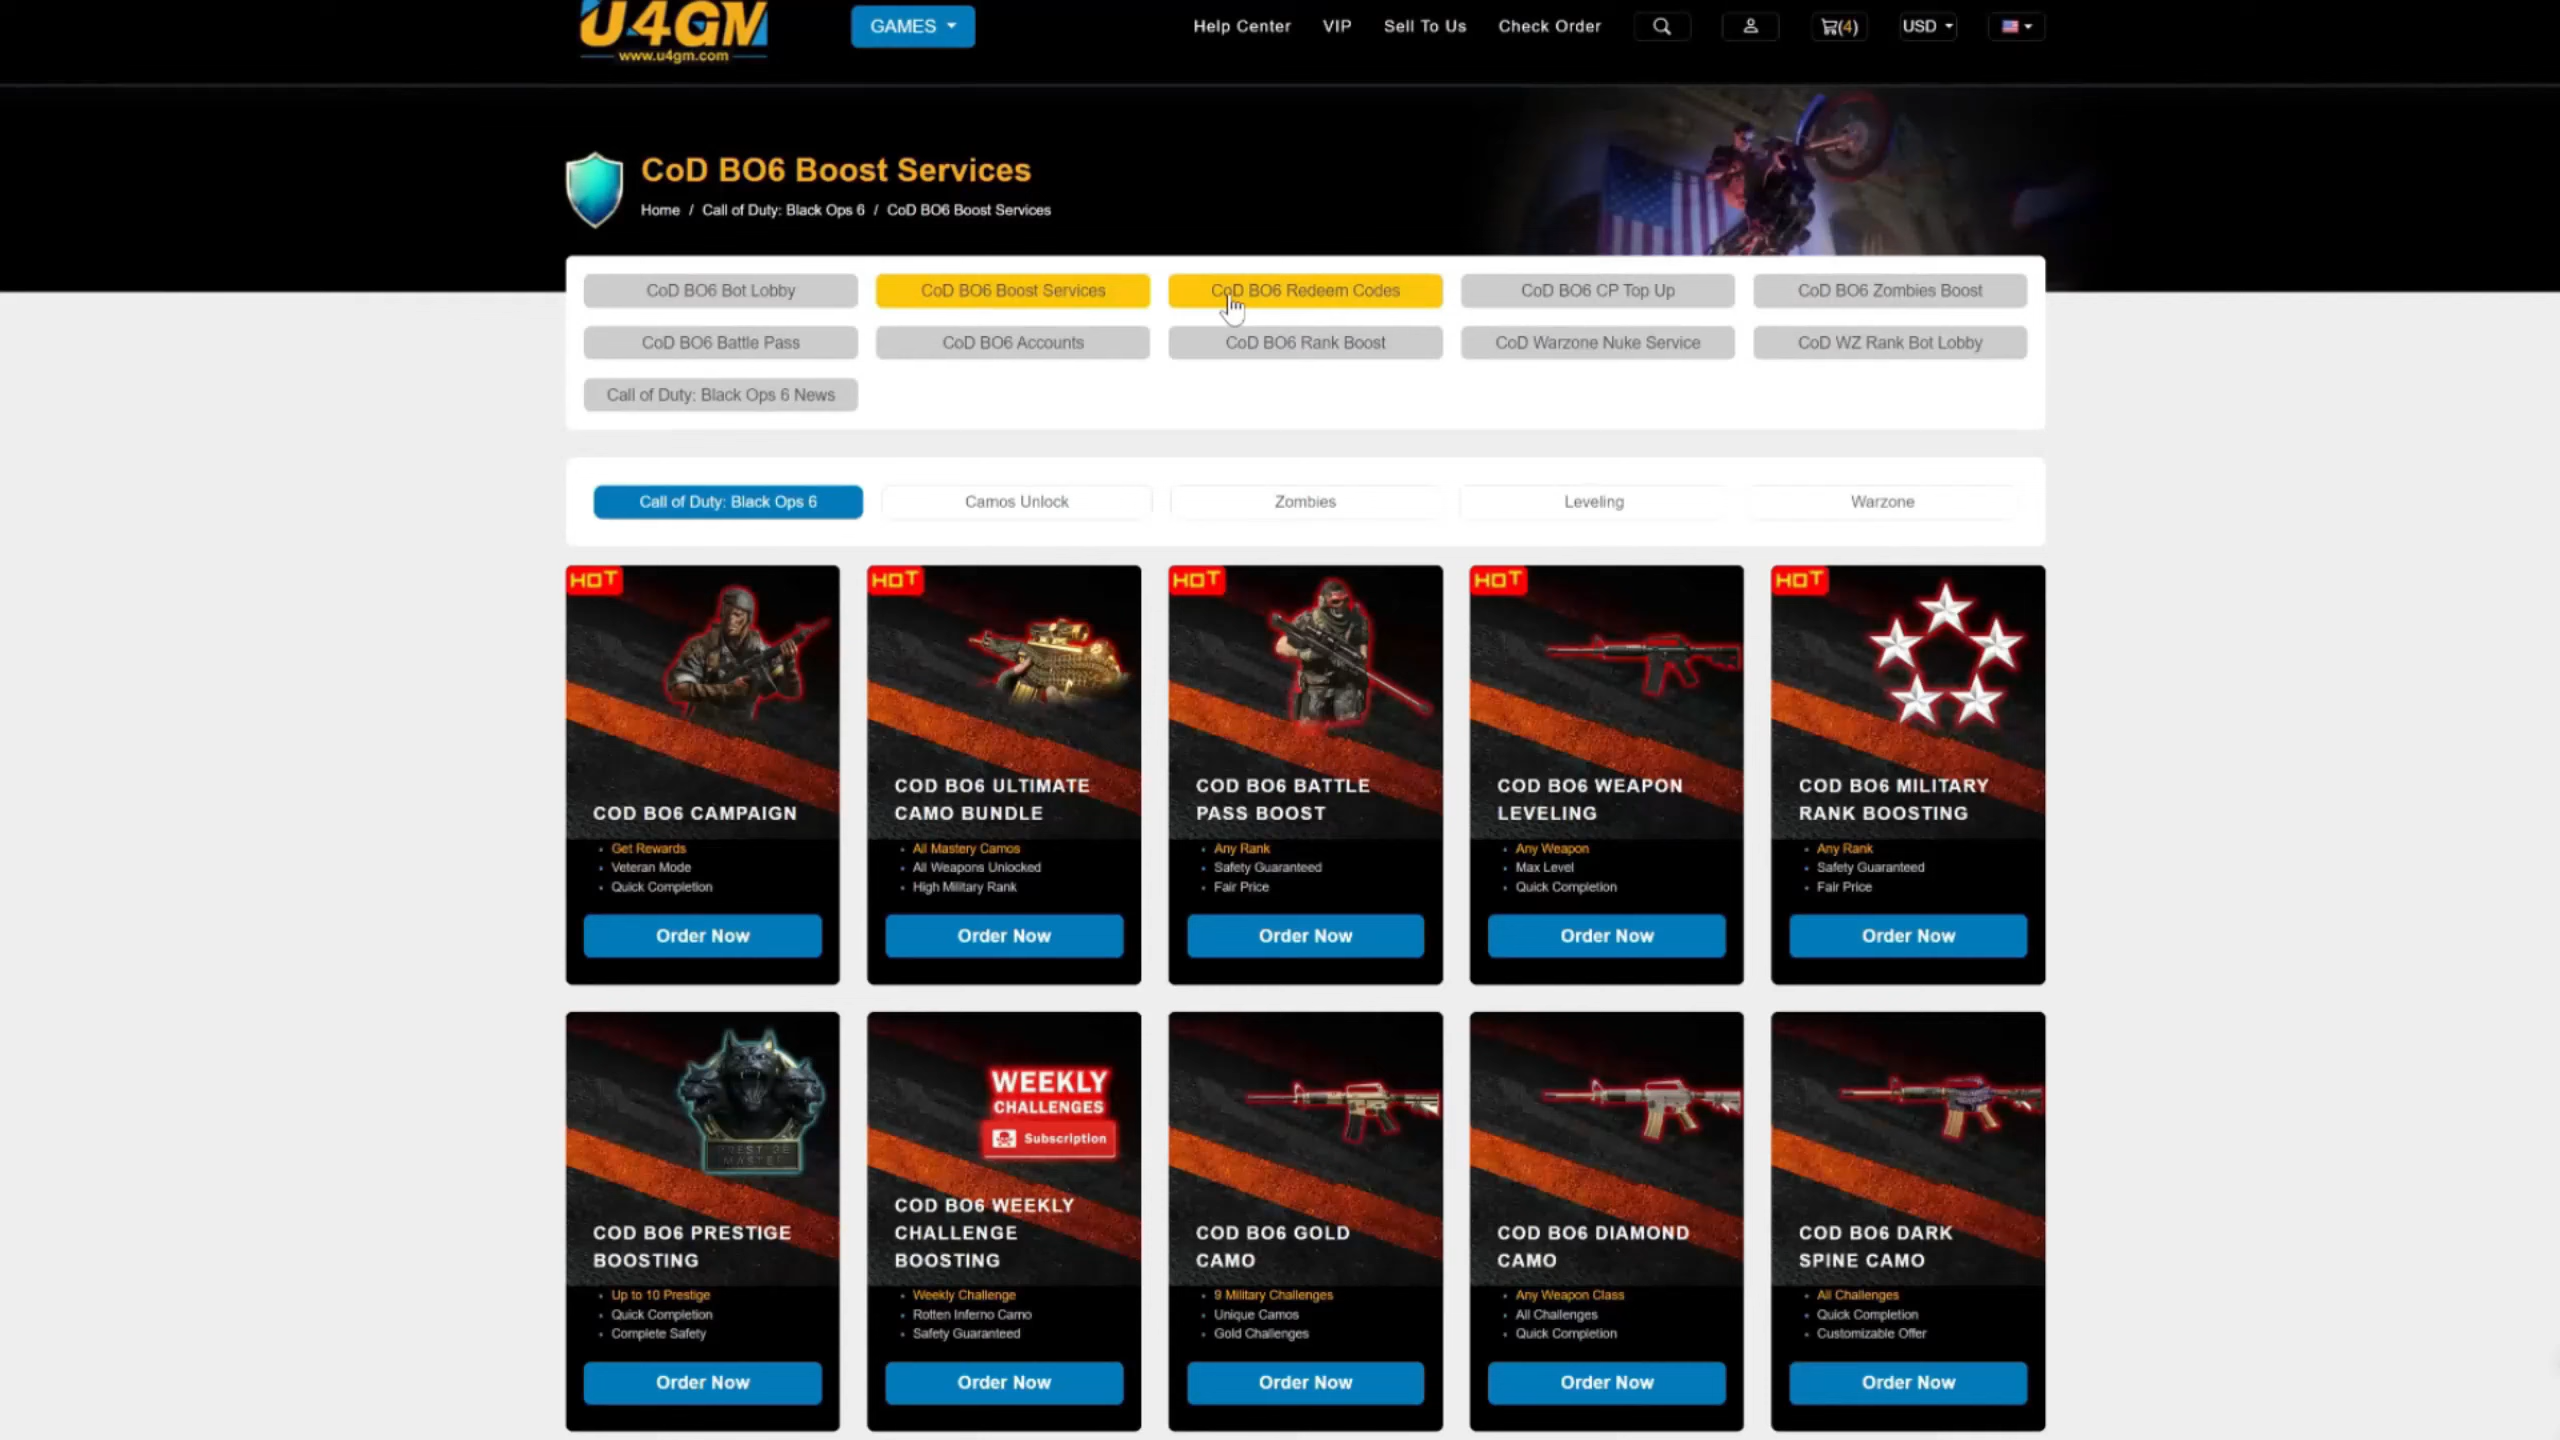 U4GM
www.u4gm.com
GAMES
Help Center
VIP
Sell To Us
Check Order
(4)
USD
CoD BO6 Boost Services
Home / Call of Duty: Black Ops 6 / CoD BO6 Boost Services
CoD BO6 Bot Lobby
CoD BO6 Boost Services
CoD BO6 Redeem Codes
CoD BO6 CP Top Up
CoD BO6 Zombies Boost
CoD BO6 Battle Pass
CoD BO6 Accounts
CoD BO6 Rank Boost
CoD Warzone Nuke Service
CoD WZ Rank Bot Lobby
Call of Duty: Black Ops 6 News
Call of Duty: Black Ops 6
Camos Unlock
Zombies
Leveling
Warzone
HOT
COD BO6 CAMPAIGN
Get Rewards
Veteran Mode
Quick Completion
Order Now
HOT
COD BO6 ULTIMATE
CAMO BUNDLE
All Mastery Camos
All Weapons Unlocked
High Military Rank
Order Now
HOT
COD BO6 BATTLE
PASS BOOST
Any Rank
Safety Guaranteed
Fair Price
Order Now
HOT
COD BO6 WEAPON
LEVELING
Any Weapon
Max Level
Quick Completion
Order Now
HOT
COD BO6 MILITARY
RANK BOOSTING
Any Rank
Safety Guaranteed
Fair Price
Order Now
PRESTIGE
MASTER
COD BO6 PRESTIGE
BOOSTING
Up to 10 Prestige
Quick Completion
Complete Safety
Order Now
WEEKLY
CHALLENGES
Subscription
COD BO6 WEEKLY
CHALLENGE
BOOSTING
Weekly Challenge
Rotten Inferno Camo
Safety Guaranteed
Order Now
COD BO6 GOLD
CAMO
9 Military Challenges
Unique Camos
Gold Challenges
Order Now
COD BO6 DIAMOND
CAMO
Any Weapon Class
All Challenges
Quick Completion
Order Now
COD BO6 DARK
SPINE CAMO
All Challenges
Quick Completion
Customizable Offer
Order Now